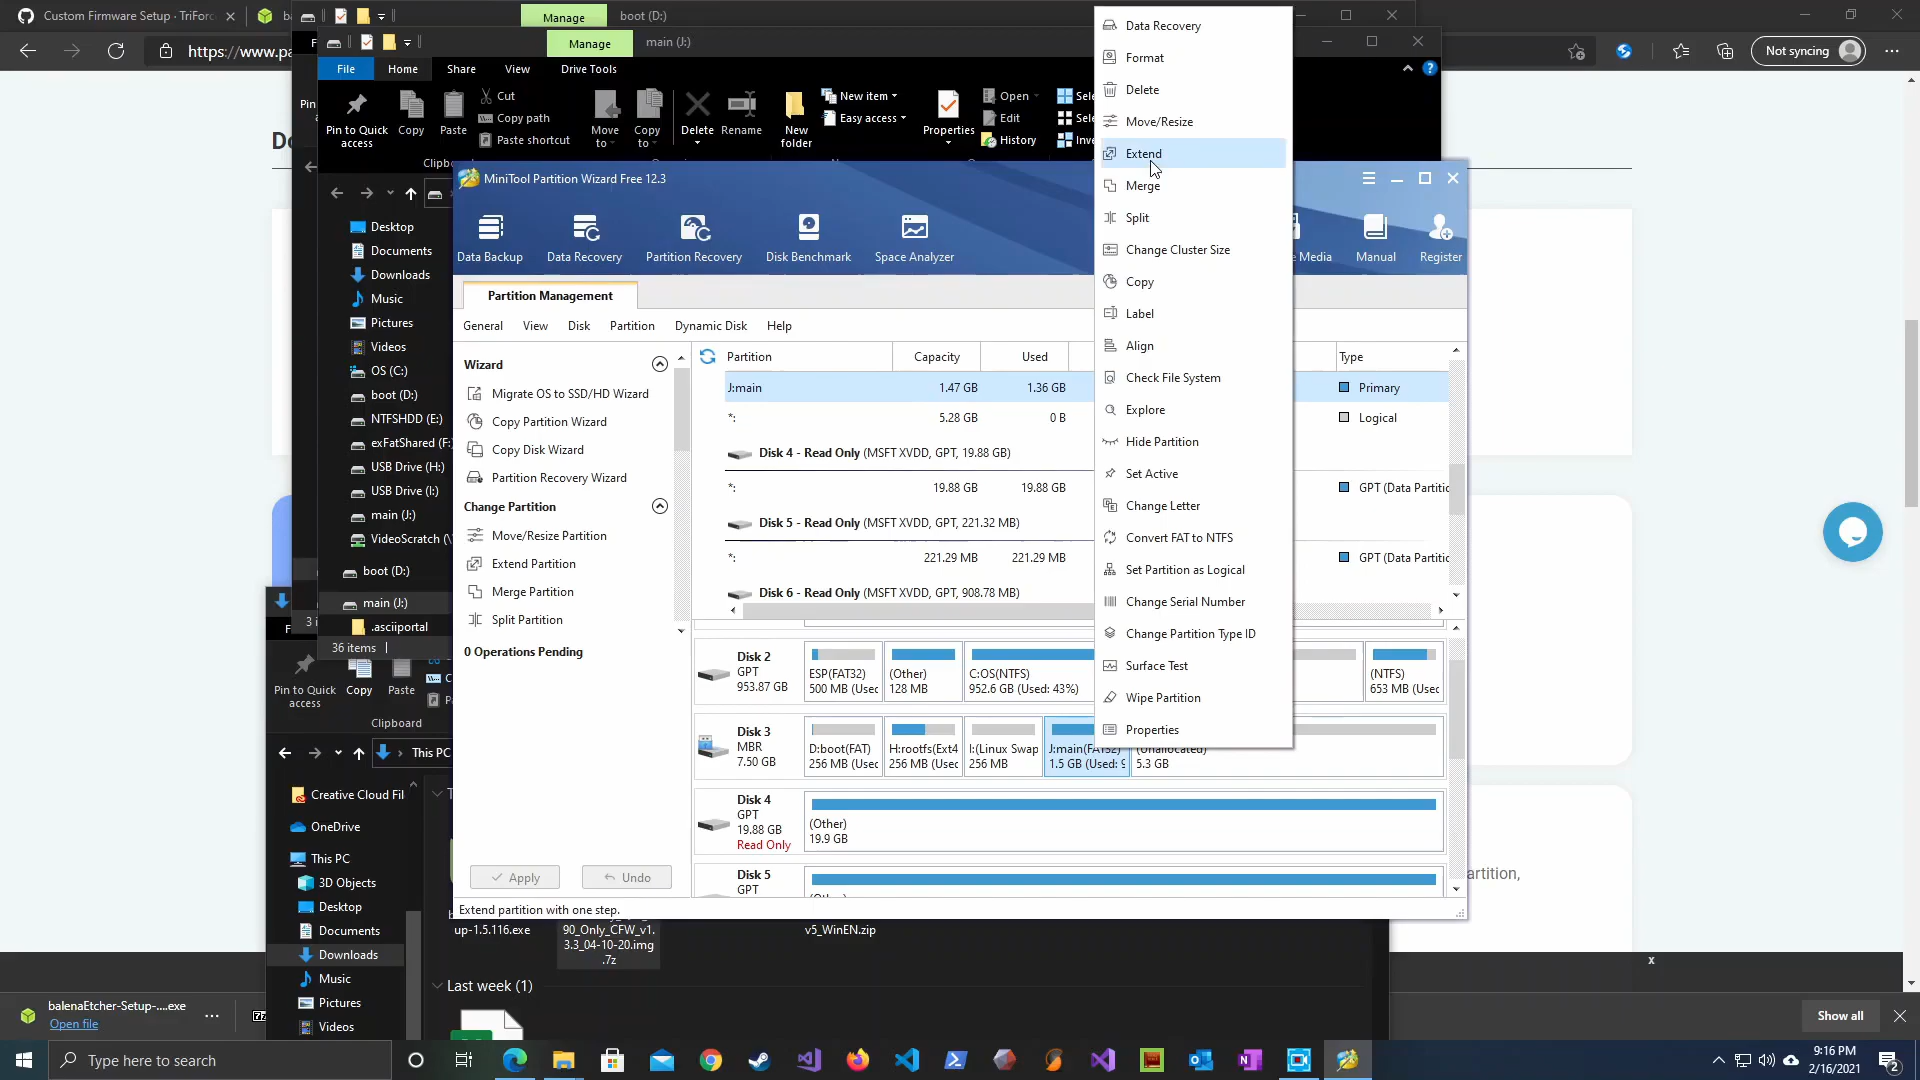 Custom Firmware Setup · TriForc
Manage
boot (D:)
https://www.pa
Not syncing
Manage
main (J:)
File
Home
Share
View
Drive Tools
Pin to Quick access
Copy
Paste
Cut
Copy path
Paste shortcut
Move to
Copy to
Delete
Rename
New folder
New item
Easy access
Properties
Open
Edit
History
Clipb
Pin
MiniTool Partition Wizard Free 12.3
Data Backup
Data Recovery
Partition Recovery
Disk Benchmark
Space Analyzer
e Media
Manual
Register
Partition Management
General
View
Disk
Partition
Dynamic Disk
Help
Wizard
Migrate OS to SSD/HD Wizard
Copy Partition Wizard
Copy Disk Wizard
Partition Recovery Wizard
Change Partition
Move/Resize Partition
Extend Partition
Merge Partition
Split Partition
0 Operations Pending
Apply
Undo
Extend partition with one step.
Partition
Capacity
Used
Type
J:main
1.47 GB
1.36 GB
Primary
*:
5.28 GB
0 B
Logical
Disk 4 - Read Only (MSFT XVDD, GPT, 19.88 GB)
*:
19.88 GB
19.88 GB
GPT (Data Partitic
Disk 5 - Read Only (MSFT XVDD, GPT, 221.32 MB)
*:
221.29 MB
221.29 MB
GPT (Data Partitic
Disk 6 - Read Only (MSFT XVDD, GPT, 908.78 MB)
Disk 2
GPT
953.87 GB
ESP(FAT32)
500 MB (Usec
(Other)
128 MB
C:OS(NTFS)
952.6 GB (Used: 43%)
(NTFS)
653 MB (Usec
Disk 3
MBR
7.50 GB
D:boot(FAT)
256 MB (Usec
H:rootfs(Ext4
256 MB (Usec
I:(Linux Swap
256 MB
J:main(FAT32)
1.5 GB (Used: 9
(Unallocated)
5.3 GB
Disk 4
GPT
19.88 GB
Read Only
(Other)
19.9 GB
Disk 5
GPT
(Other)
Data Recovery
Format
Delete
Move/Resize
Extend
Merge
Split
Change Cluster Size
Copy
Label
Align
Check File System
Explore
Hide Partition
Set Active
Change Letter
Convert FAT to NTFS
Set Partition as Logical
Change Serial Number
Change Partition Type ID
Surface Test
Wipe Partition
Properties
Desktop
Documents
Downloads
Music
Pictures
Videos
OS (C:)
boot (D:)
NTFSHDD (E:)
exFatShared (F:
USB Drive (H:)
USB Drive (I:)
main (J:)
VideoScratch (\
boot (D:)
main (J:)
.asciiportal
36 items
Pin to Quick access
Copy
Paste
Clipboard
This PC
Creative Cloud Fil
OneDrive
This PC
3D Objects
Desktop
Documents
Downloads
Music
Pictures
Videos
up-1.5.116.exe
90_Only_CFW_v1.
3.3_04-10-20.img
.7z
v5_WinEN.zip
Last week (1)
artition,
x
balenaEtcher-Setup-....exe
Open file
Show all
Type here to search
9:16 PM
2/16/2021
2